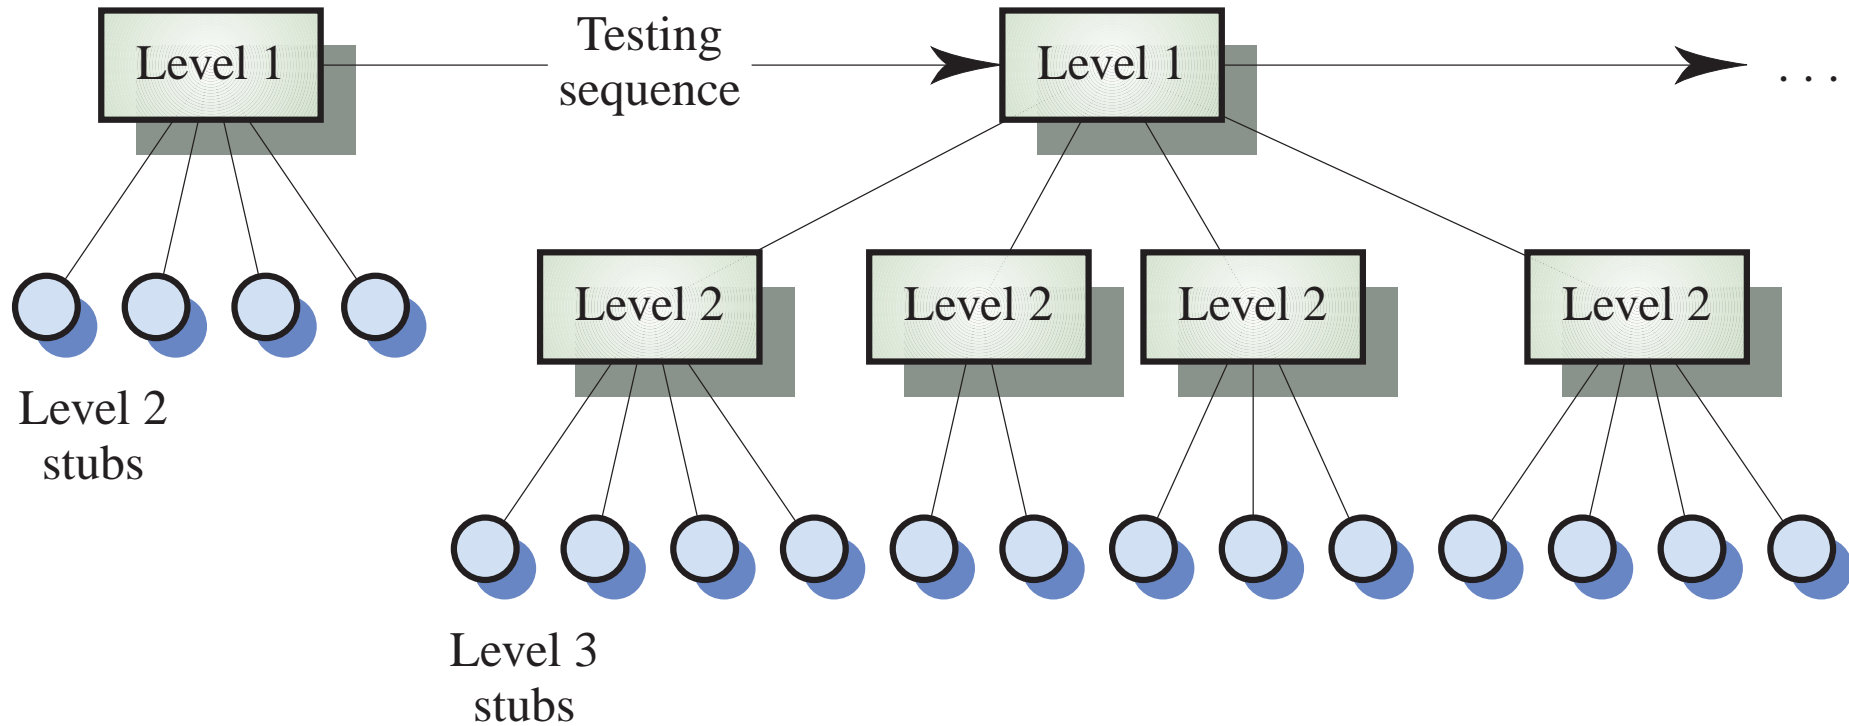 Level 1
Testing
sequence
Level 1
. . .
Level 2
Level 2
Level 2
Level 2
Level 2
stubs
Level 3
stubs